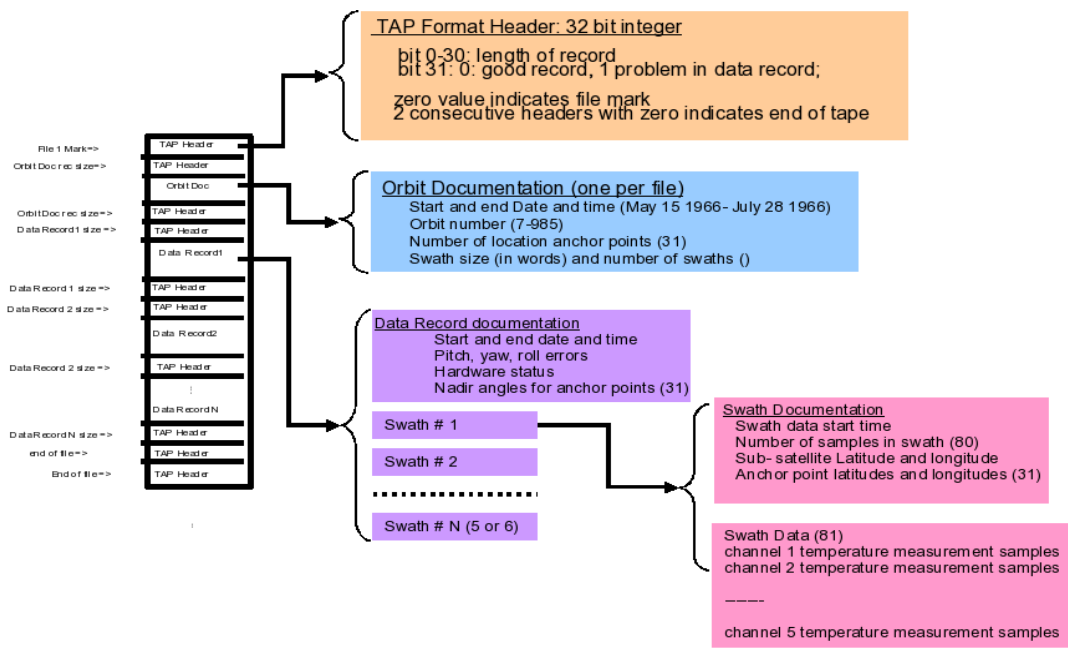 TAP Format Header: 32 bit integer
bit 0-30: length of record
bit 31: 0: good record, 1 problem in data record;
zero value indicates file mark
2 consecutive headers with zero indicates end of tape
File 1 Mark=>
TAP Header
Orbit Doc rec size=>
TAP Header
Orbit Doc
Orbit Doc rec size=>
TAP Header
Data Record1 size=>
TAP Header
Data Record1
Data Record 1 size=>
TAP Header
Data Record 2 size=>
TAP Header
Data Record2
Data Record 2 size=>
TAP Header
Data Record N
Data Record N size=>
TAP Header
end of file=>
TAP Header
End of file=>
TAP Header
Orbit Documentation (one per file)
Start and end Date and time (May 15 1966- July 28 1966)
Orbit number (7-985)
Number of location anchor points (31)
Swath size (in words) and number of swaths ()
Data Record documentation
Start and end date and time
Pitch, yaw, roll errors
Hardware status
Nadir angles for anchor points (31)
Swath # 1
Swath # 2
Swath # N (5 or 6)
Swath Documentation
Swath data start time
Number of samples in swath (80)
Sub- satellite Latitude and longitude
Anchor point latitudes and longitudes (31)
Swath Data (81)
channel 1 temperature measurement samples
channel 2 temperature measurement samples
--------
channel 5 temperature measurement samples